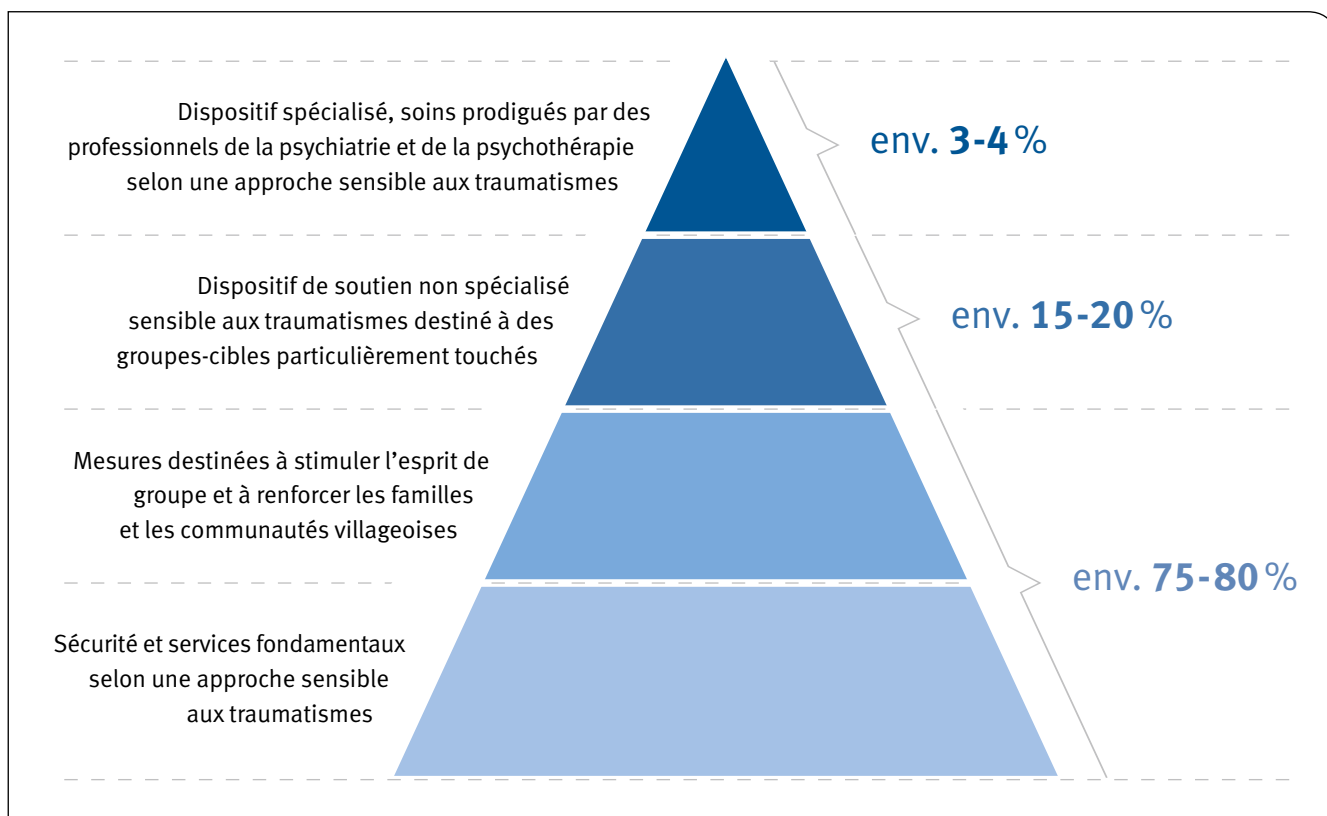 Dispositif spécialisé, soins prodigués par des
professionnels de la psychiatrie et de la psychothérapie
selon une approche sensible aux traumatismes
env. 3-4 %
Dispositif de soutien non spécialisé
sensible aux traumatismes destiné à des
groupes-cibles particulièrement touchés
env. 15-20 %
Mesures destinées à stimuler l’esprit de
groupe et à renforcer les familles
et les communautés villageoises
env. 75-80 %
Sécurité et services fondamentaux
selon une approche sensible
aux traumatismes